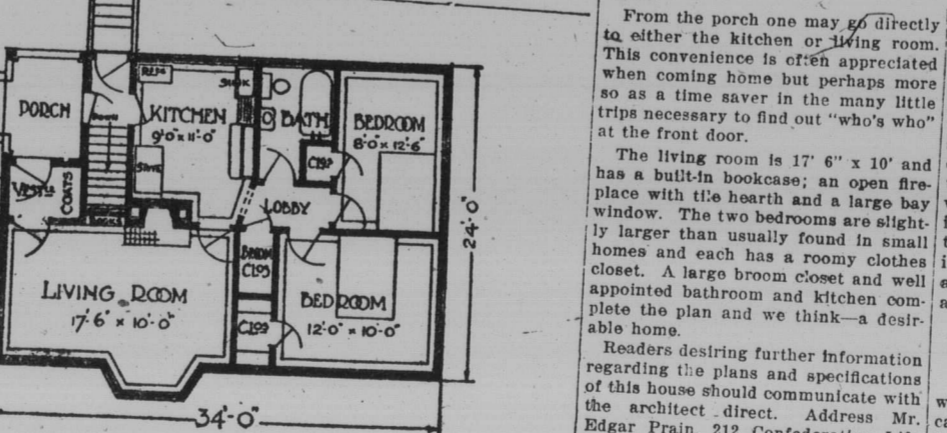 PORCH
KITCHEN
9'0" x 11'-0"
BATH
BEDROOM
8'-0 x 12'-6"
CLOS
COATS
LOBBY
BROOM
CLOS
LIVING ROOM
17'-6" x 10'-0"
CLOS
BEDROOM
12'-0" x 10'-0"
24'-0"
34'-0"
From the porch one may go directly
to either the kitchen or living room.
This convenience is often appreciated
when coming home but perhaps more
so as a time saver in the many little
trips necessary to find out "who's who"
at the front door.
The living room is 17' 6" x 10' and
has a built-in bookcase; an open fire-
place with tile hearth and a large bay
window. The two bedrooms are slight-
ly larger than usually found in small
homes and each has a roomy clothes
closet. A large broom closet and well
appointed bathroom and kitchen com-
plete the plan and we think—a desir-
able home.
Readers desiring further information
regarding the plans and specifications
of this house should communicate with
the architect direct. Address Mr.
Edgar Prain, 212